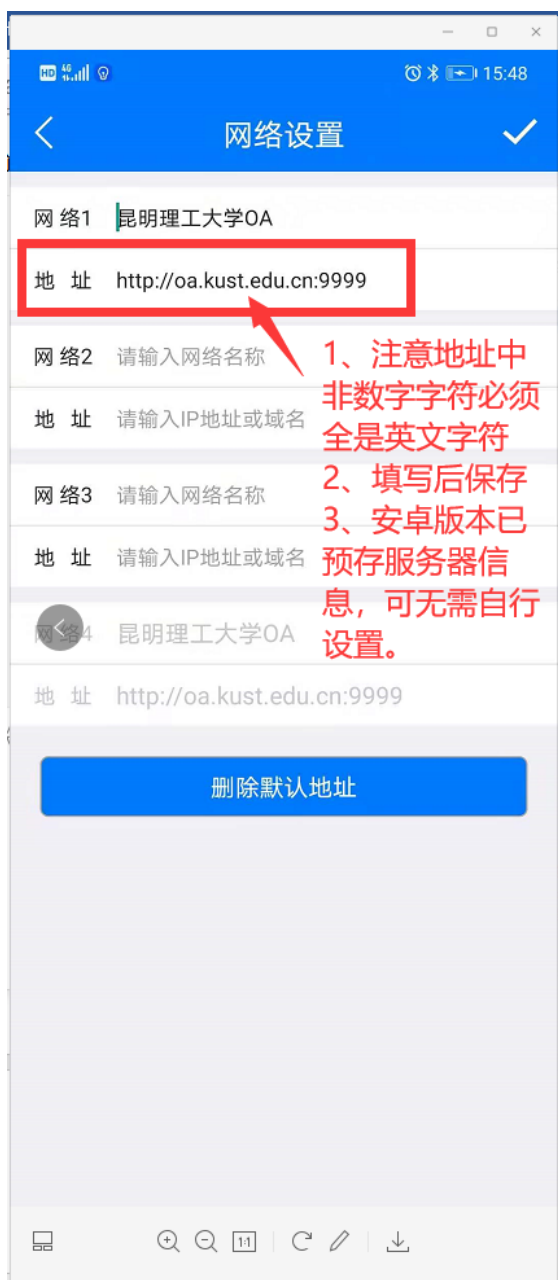 HD 4G 15:48
网络设置
网 络1 昆明理工大学OA
地 址 http://oa.kust.edu.cn:9999
网 络2 请输入网络名称
地 址 请输入IP地址或域名
网 络3 请输入网络名称
地 址 请输入IP地址或域名
网 络4 昆明理工大学OA
地 址 http://oa.kust.edu.cn:9999
1、注意地址中
非数字字符必须
全是英文字符
2、填写后保存
3、安卓版本已
预存服务器信
息，可无需自行
设置。
删除默认地址
1:1